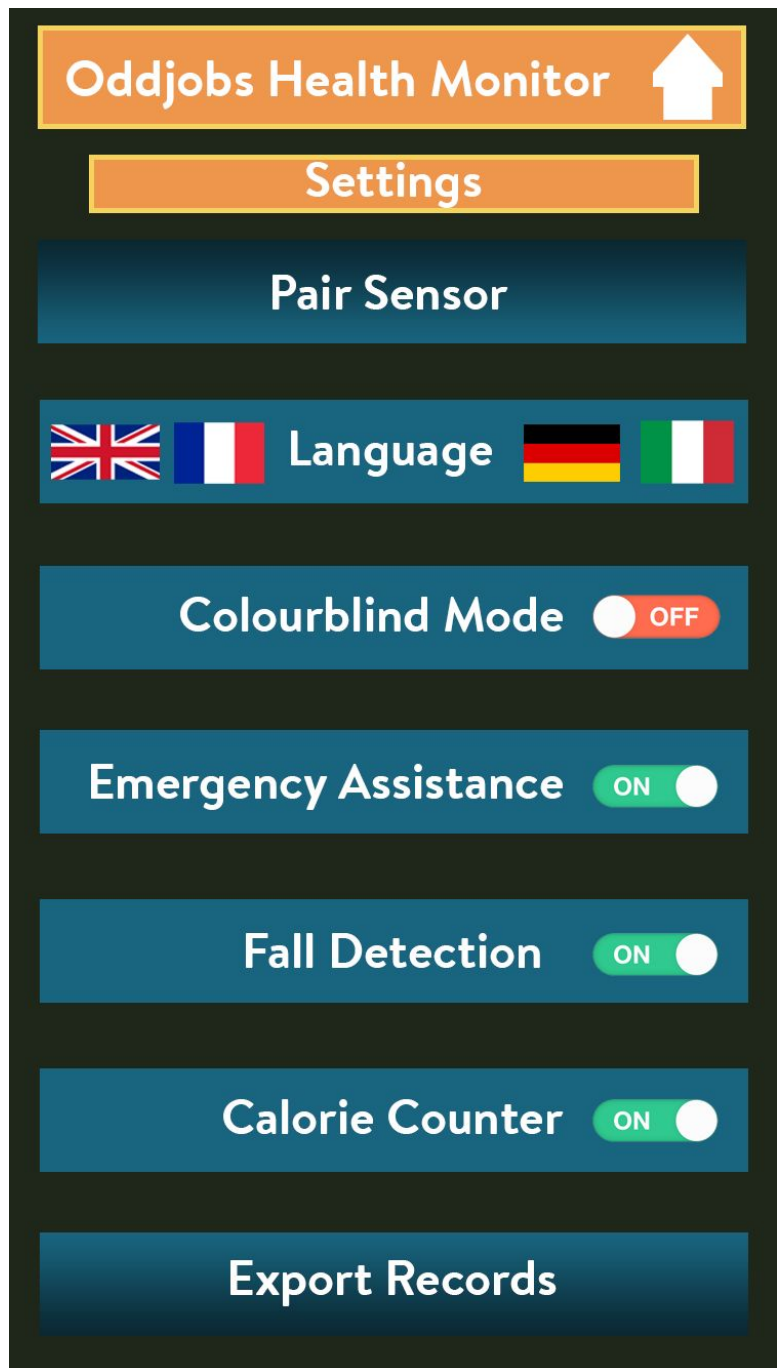 Oddjobs Health Monitor
Settings
Pair Sensor
Language
Colourblind Mode OFF
Emergency Assistance ON
Fall Detection ON
Calorie Counter ON
Export Records